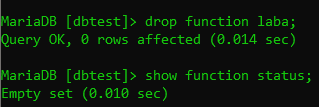 MariaDB [dbtest]> drop function laba;
Query OK, 0 rows affected (0.014 sec)
MariaDB [dbtest]> show function status;
Empty set (0.010 sec)